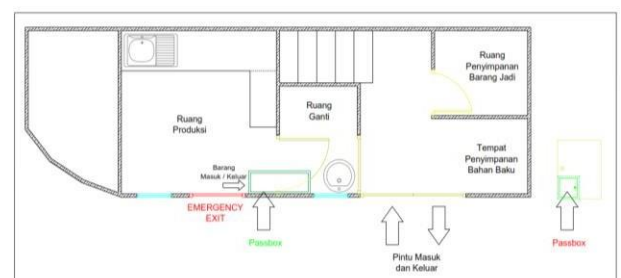 Ruang
Penyimpanan
Barang Jadi
Ruang
Ganti
Ruang
Produksi
Tempat
Penyimpanan
Bahan Baku
Barang
Masuk / Keluar
EMERGENCY
EXIT
Passbox
Passbox
Pintu Masuk
dan Keluar